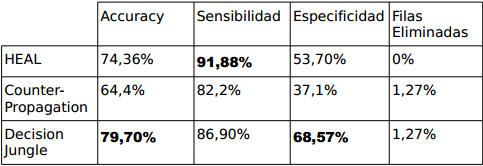 Accuracy Sensibilidad Especificidad Filas
Eliminadas
HEAL 74,36% 91,88% 53,70% 0%
Counter- 64,4% 82,2% 37,1% 1,27%
Propagation
Decision 79,70% 86,90% 68,57% 1,27%
Jungle